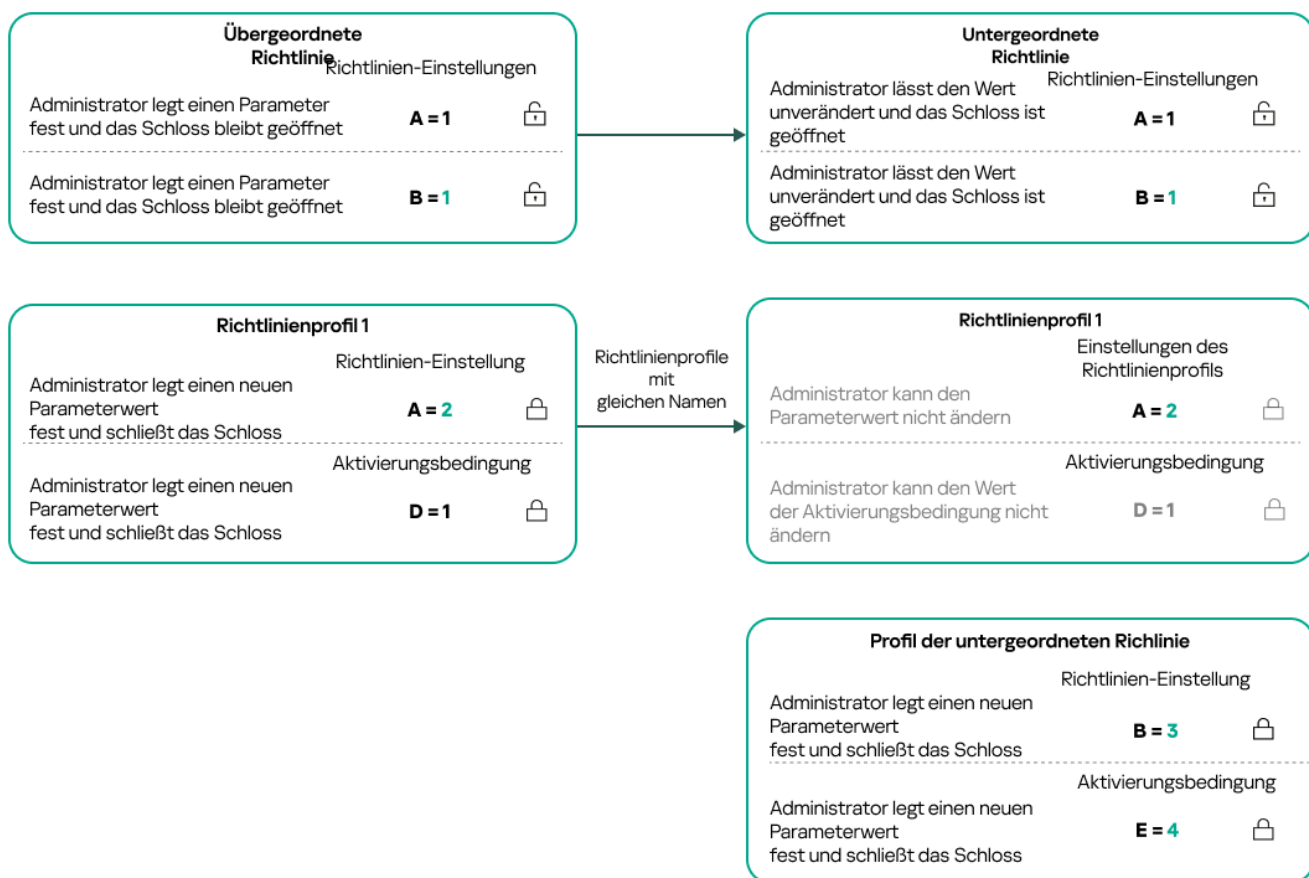 Übergeordnete
Richtlinie
Richtlinien-Einstellungen
Administrator legt einen Parameter
fest und das Schloss bleibt geöffnet
A = 1
Administrator legt einen Parameter
fest und das Schloss bleibt geöffnet
B = 1
Untergeordnete
Richtlinie
Richtlinien-Einstellungen
Administrator lässt den Wert
unverändert und das Schloss ist
geöffnet
A = 1
Administrator lässt den Wert
unverändert und das Schloss ist
geöffnet
B = 1
Richtlinienprofil 1
Richtlinien-Einstellung
Administrator legt einen neuen
Parameterwert
fest und schließt das Schloss
A = 2
Aktivierungsbedingung
Administrator legt einen neuen
Parameterwert
fest und schließt das Schloss
D = 1
Richtlinienprofile
mit
gleichen Namen
Richtlinienprofil 1
Einstellungen des
Richtlinienprofils
Administrator kann den
Parameterwert nicht ändern
A = 2
Aktivierungsbedingung
Administrator kann den Wert
der Aktivierungsbedingung nicht
ändern
D = 1
Profil der untergeordneten Richlinie
Richtlinien-Einstellung
Administrator legt einen neuen
Parameterwert
fest und schließt das Schloss
B = 3
Aktivierungsbedingung
Administrator legt einen neuen
Parameterwert
fest und schließt das Schloss
E = 4